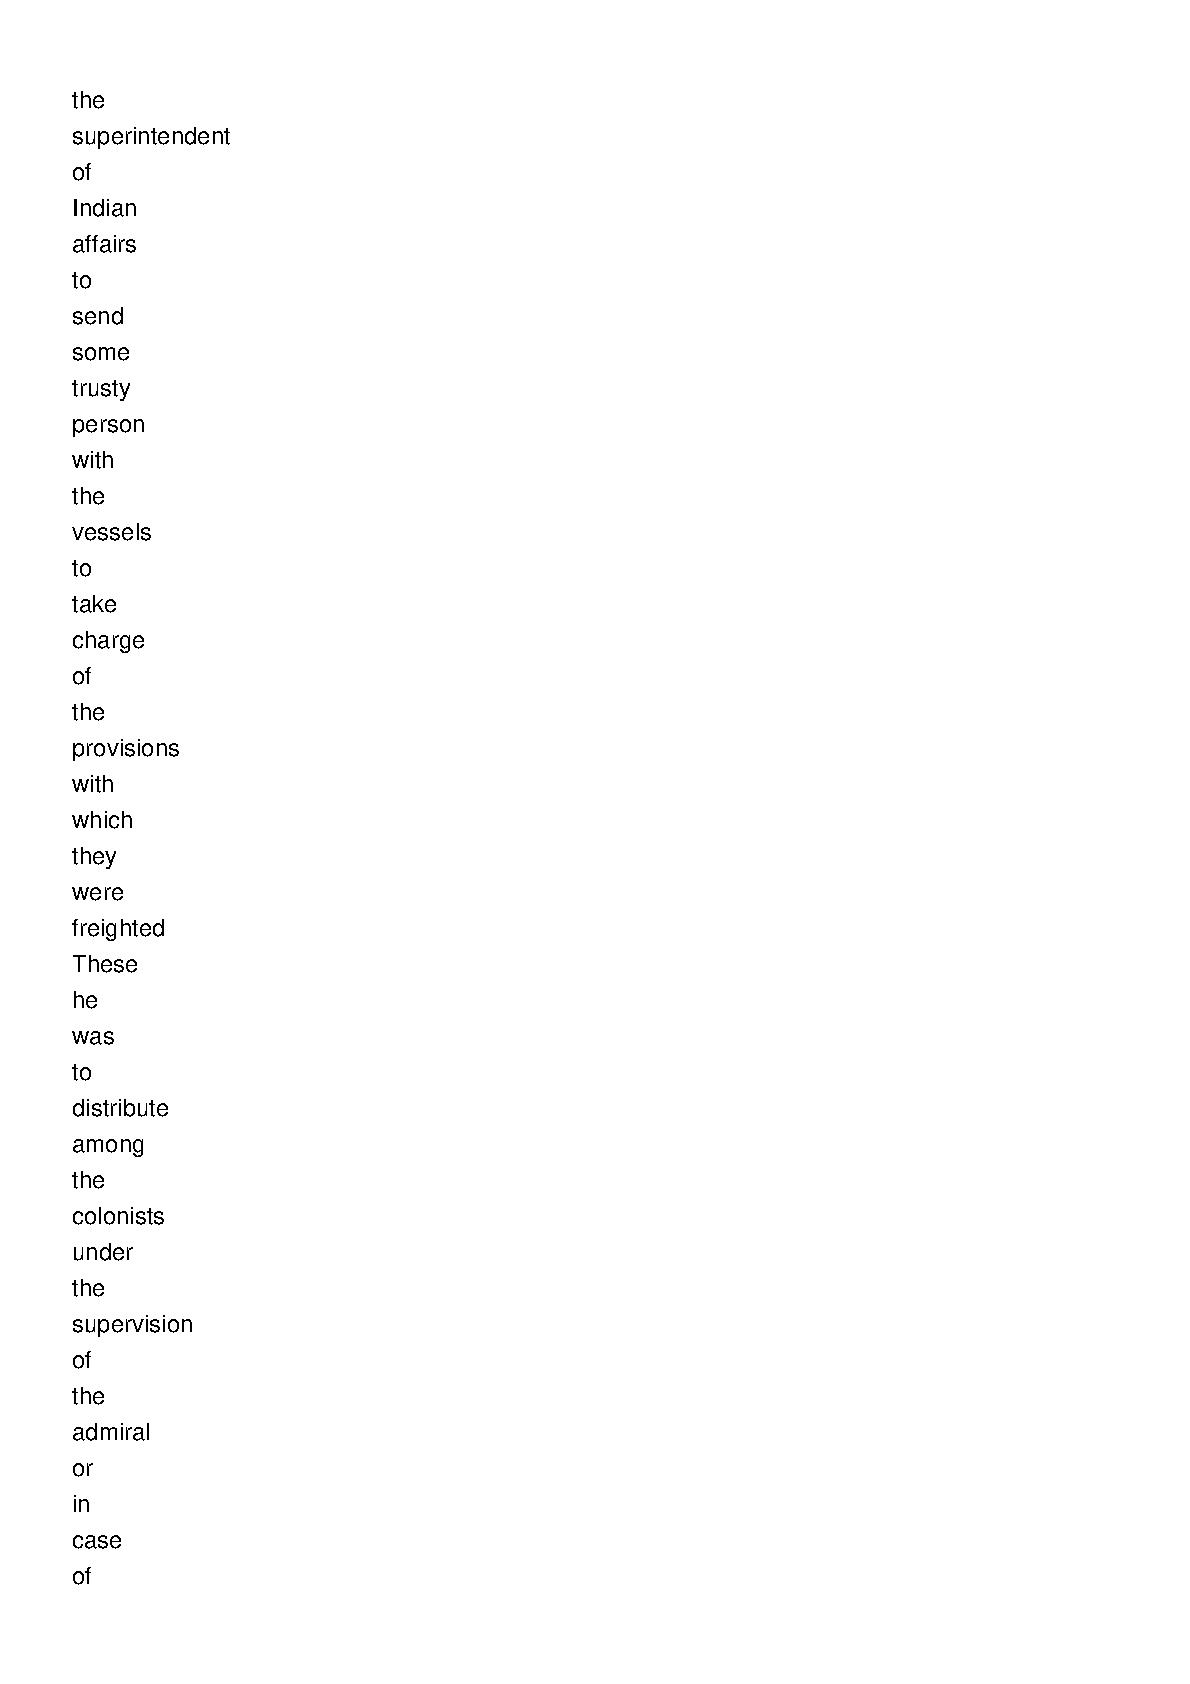 the
superintendent
of
Indian
affairs
to
send
some
trusty
person
with
the
vessels
to
take
charge
of
the
provisions
with
which
they
were
freighted
These
he
was
to
distribute
among
the
colonists
under
the
supervision
of
the
admiral
or
in
case
of